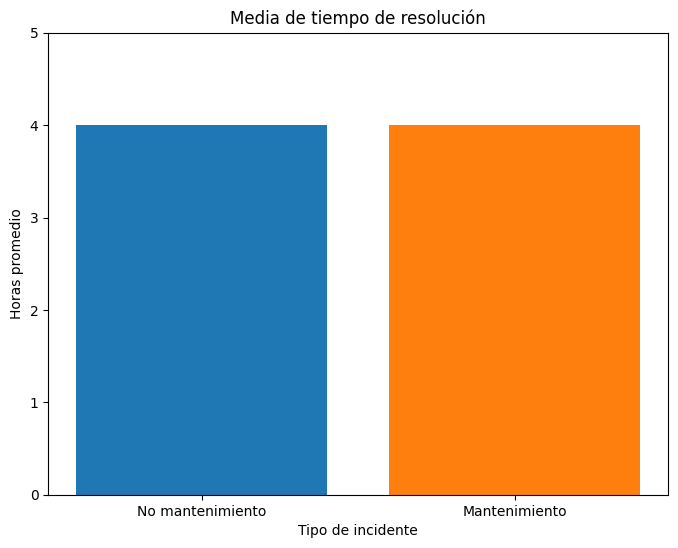 Media de tiempo de resolución
Horas promedio
5
4
3
2
1
0
No mantenimiento
Mantenimiento
Tipo de incidente